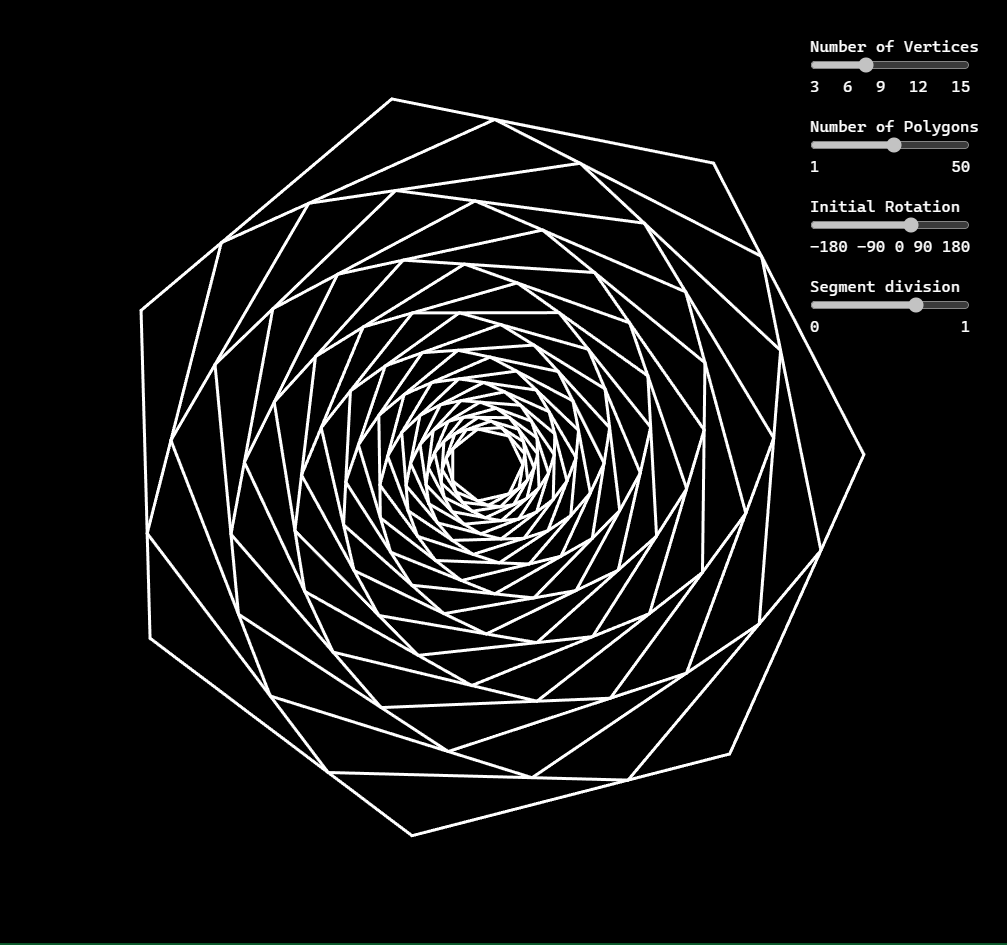 Number of Vertices
3 6 9 12 15
Number of Polygons
1 50
Initial Rotation
−180 −90 0 90 180
Segment division
0 1